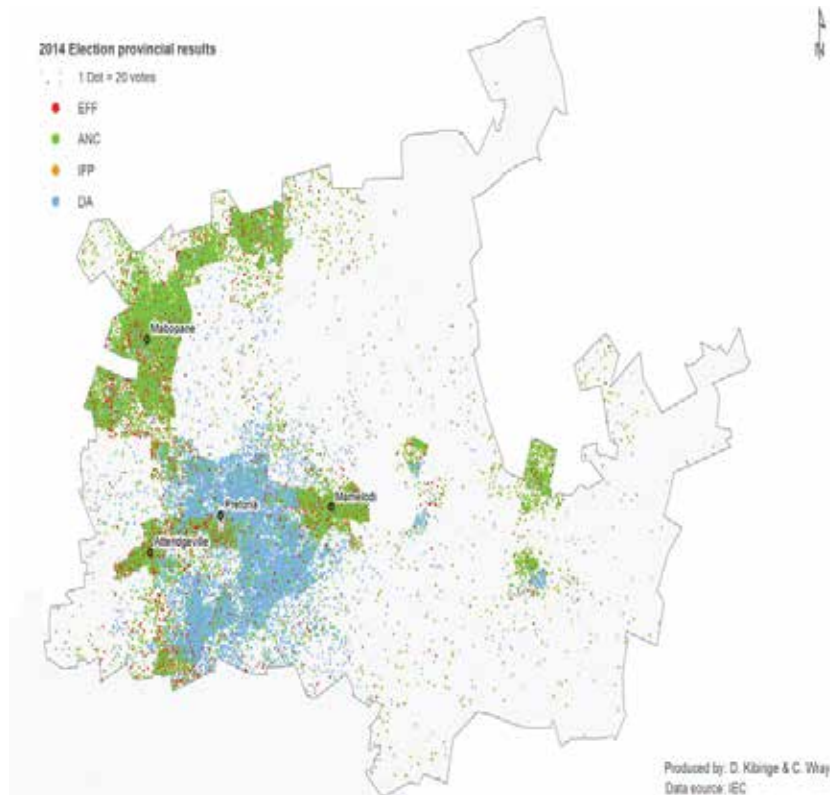 2014 Election provincial results
1 Dot = 20 votes
EFF
ANC
IFP
DA
N
Mabopane
Pretoria
Mamelodi
Atteridgeville
Produced by: D. Kibirige & C. Wray
Data source: IEC